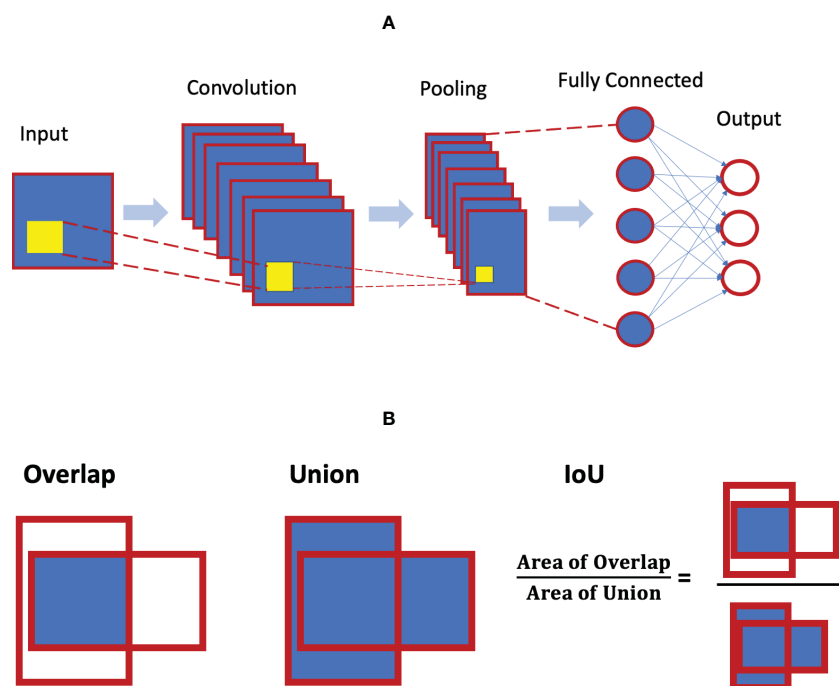 A
Input
Convolution
Pooling
Fully Connected
Output
B
Overlap
Union
IoU
Area of Overlap
Area of Union
=